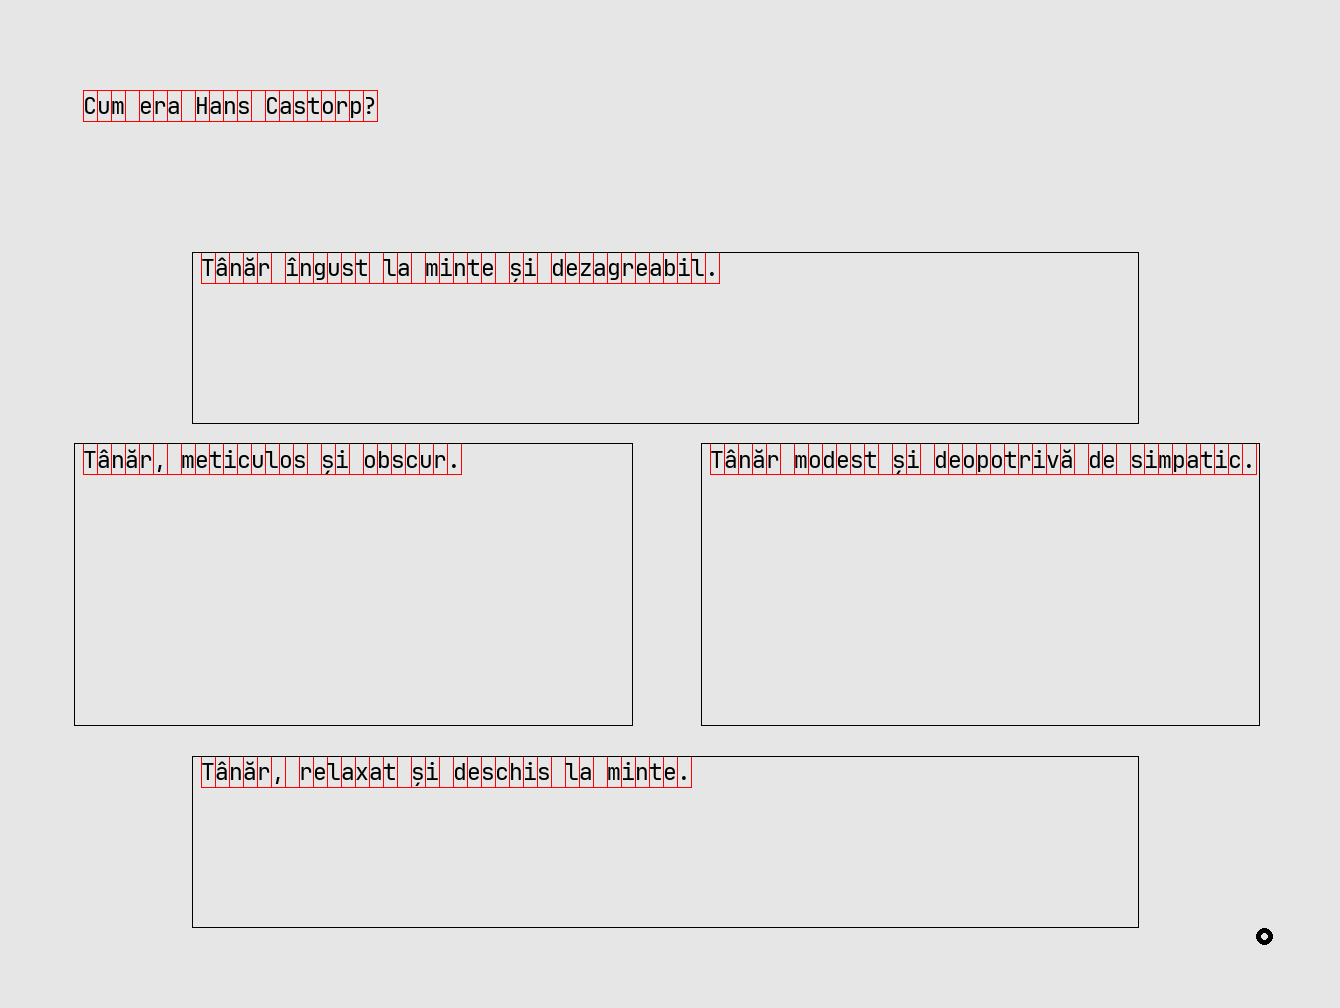 Cum era Hans Castorp?
Tânăr îngust la minte și dezagreabil.
Tânăr, meticulos și obscur.
Tânăr modest și deopotrivă de simpatic.
Tânăr, relaxat și deschis la minte.